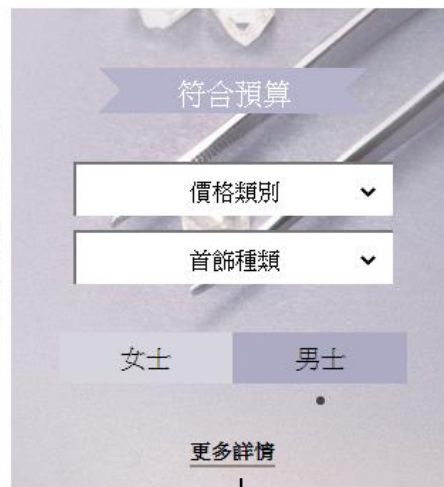 符合預算
價格類別
首飾種類
女士 男士
更多詳情